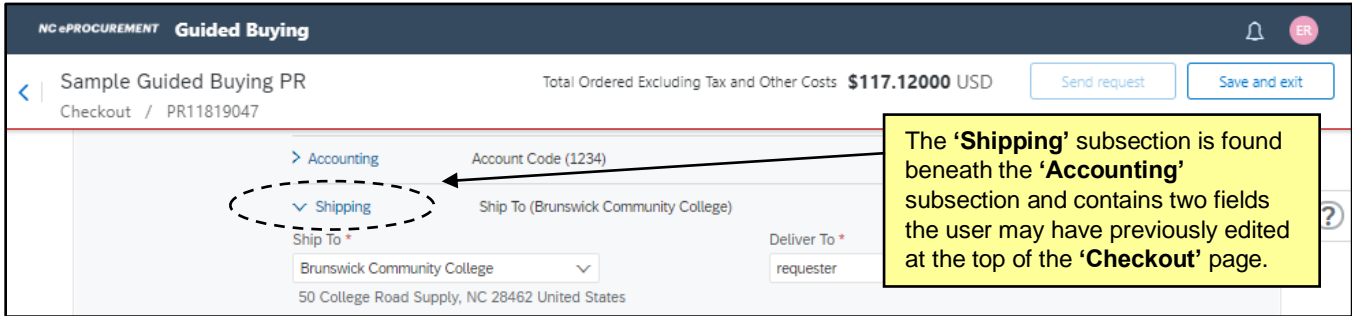 NC ePROCUREMENT Guided Buying
ER
Sample Guided Buying PR
Total Ordered Excluding Tax and Other Costs $117.12000 USD
Send request
Save and exit
Checkout / PR11819047
Accounting Account Code (1234)
Shipping Ship To (Brunswick Community College)
Ship To *
Deliver To *
Brunswick Community College
requester
50 College Road Supply, NC 28462 United States
The ‘Shipping’ subsection is found
beneath the ‘Accounting’
subsection and contains two fields
the user may have previously edited
at the top of the ‘Checkout’ page.
?